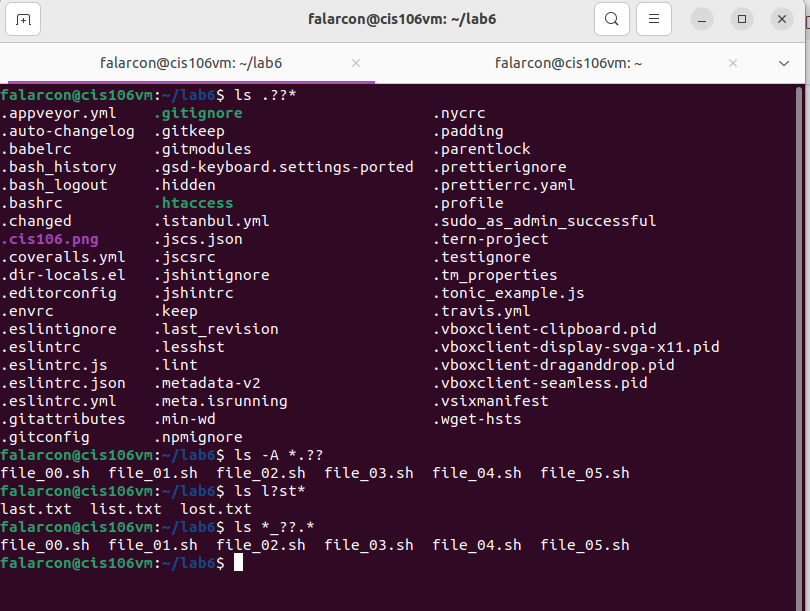 falarcon@cis106vm: ~/lab6
falarcon@cis106vm: ~/lab6 falarcon@cis106vm: ~
falarcon@cis106vm:~/lab6$ ls .??*
.appveyor.yml .gitignore .nycrc
.auto-changelog .gitkeep .padding
.babelrc .gitmodules .parentlock
.bash_history .gsd-keyboard.settings-ported .prettierignore
.bash_logout .hidden .prettierrc.yaml
.bashrc .htaccess .profile
.changed .istanbul.yml .sudo_as_admin_successful
.cis106.png .jscs.json .tern-project
.coveralls.yml .jscsrc .testignore
.dir-locals.el .jshintignore .tm_properties
.editorconfig .jshintrc .tonic_example.js
.envrc .keep .travis.yml
.eslintignore .last_revision .vboxclient-clipboard.pid
.eslintrc .lesshst .vboxclient-display-svga-x11.pid
.eslintrc.js .lint .vboxclient-draganddrop.pid
.eslintrc.json .metadata-v2 .vboxclient-seamless.pid
.eslintrc.yml .meta.isrunning .vsixmanifest
.gitattributes .min-wd .wget-hsts
.gitconfig .npmignore
falarcon@cis106vm:~/lab6$ ls -A *.??
file_00.sh file_01.sh file_02.sh file_03.sh file_04.sh file_05.sh
falarcon@cis106vm:~/lab6$ ls l?st*
last.txt list.txt lost.txt
falarcon@cis106vm:~/lab6$ ls *_??.*
file_00.sh file_01.sh file_02.sh file_03.sh file_04.sh file_05.sh
falarcon@cis106vm:~/lab6$